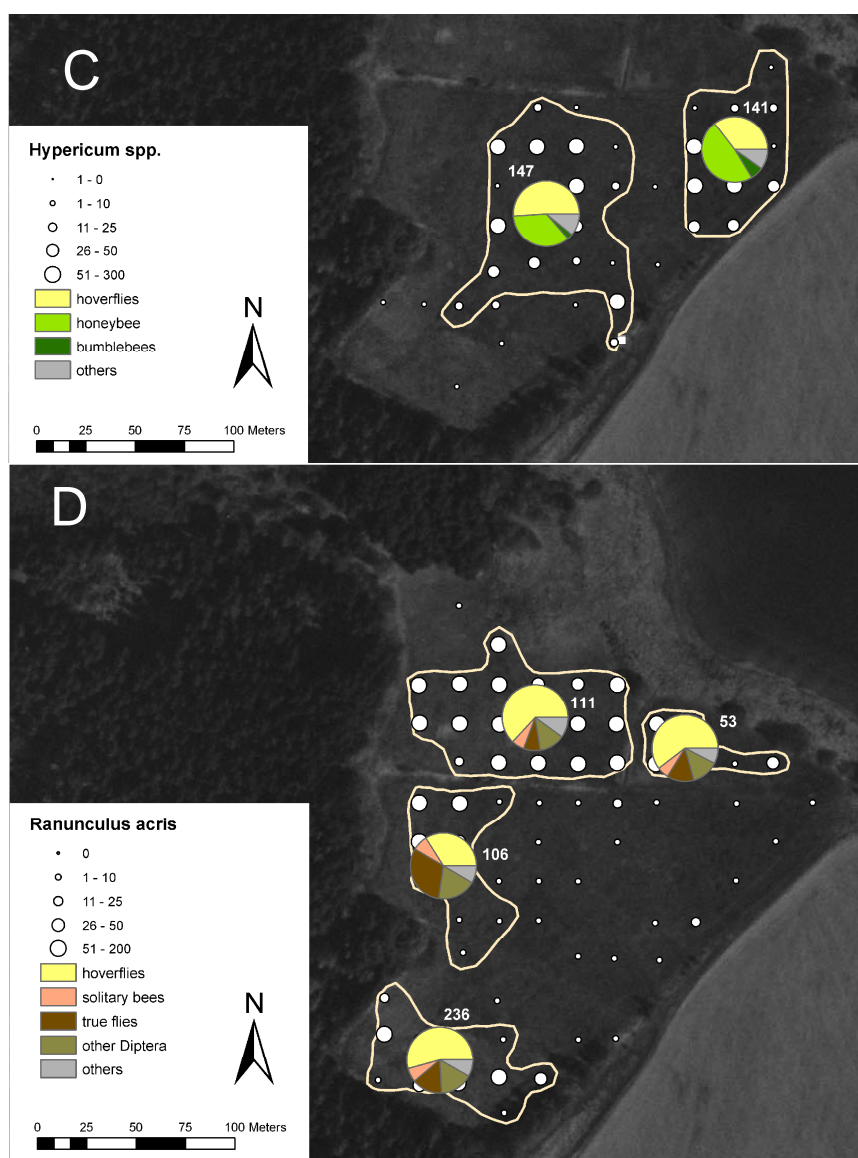 C
141
147
Hypericum spp.
1 - 0
1 - 10
11 - 25
26 - 50
51 - 300
hoverflies
honeybee
bumblebees
others
N
0 25 50 75 100 Meters
D
111
53
106
236
Ranunculus acris
0
1 - 10
11 - 25
26 - 50
51 - 200
hoverflies
solitary bees
true flies
other Diptera
others
N
0 25 50 75 100 Meters